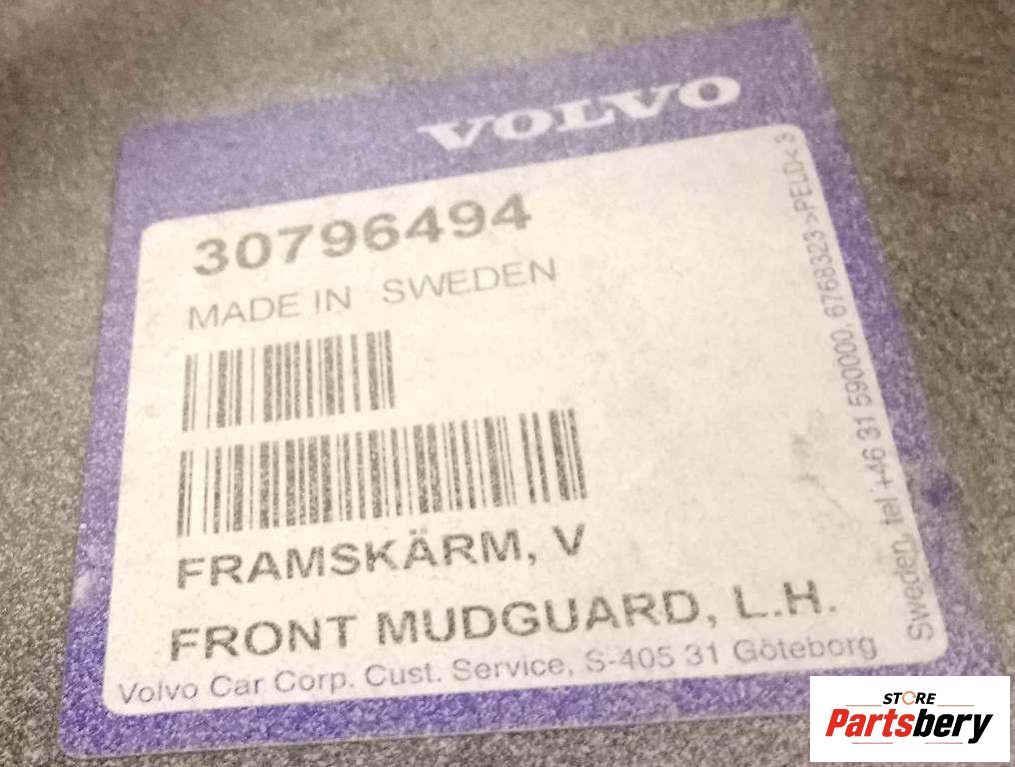 VOLVO
30796494
MADE IN SWEDEN
FRAMSKÄRM, V
FRONT MUDGUARD, L.H.
Volvo Car Corp. Cust. Service, S-405 31 Göteborg
Sweden, tel +46 31 590000, 6768323 >PELD< 3
STORE
Partsbery